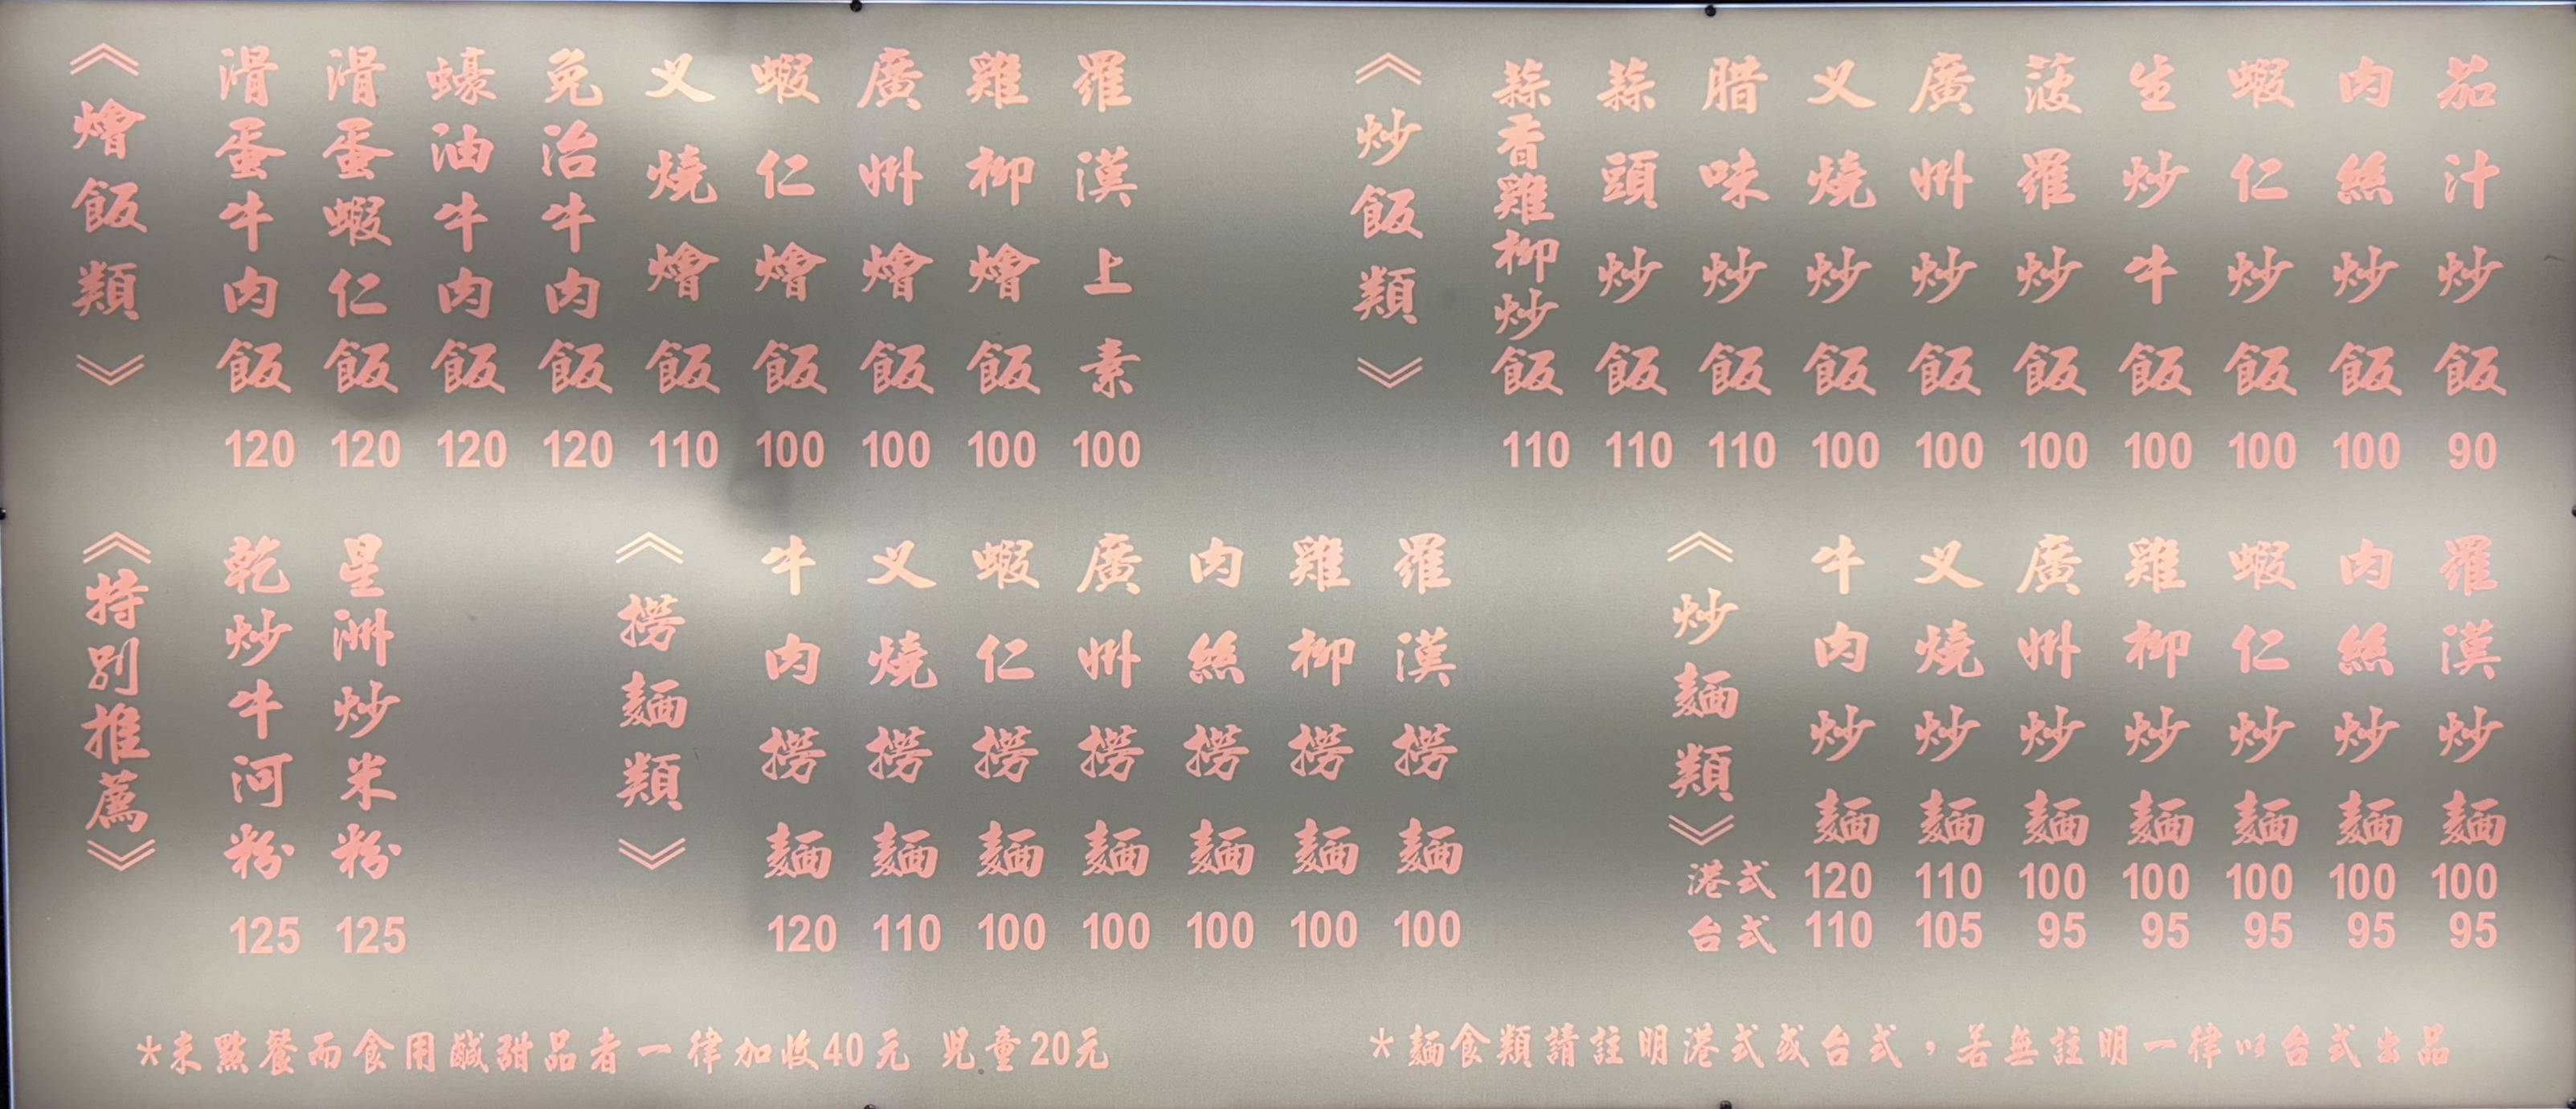 《燴飯類》
滑蛋牛肉飯 120
滑蛋蝦仁飯 120
蠔油牛肉飯 120
免治牛肉飯 120
叉燒燴飯 110
蝦仁燴飯 100
廣州燴飯 100
雞柳燴飯 100
羅漢上素 100
《炒飯類》
蒜香雞柳炒飯 110
蒜頭炒飯 110
腊味炒飯 110
叉燒炒飯 100
廣州炒飯 100
菠羅炒飯 100
生炒牛飯 100
蝦仁炒飯 100
肉絲炒飯 100
茄汁炒飯 90
《特別推薦》
乾炒牛河粉 125
星洲炒米粉 125
《撈麵類》
牛肉撈麵 120
叉燒撈麵 110
蝦仁撈麵 100
廣州撈麵 100
肉絲撈麵 100
雞柳撈麵 100
羅漢撈麵 100
《炒麵類》
港式
台式
牛肉炒麵 120 110
叉燒炒麵 110 105
廣州炒麵 100 95
雞柳炒麵 100 95
蝦仁炒麵 100 95
肉絲炒麵 100 95
羅漢炒麵 100 95
*未點餐而食用鹹甜品者一律加收40元 兒童20元
*麵食類請註明港式或台式,若無註明一律以台式出品